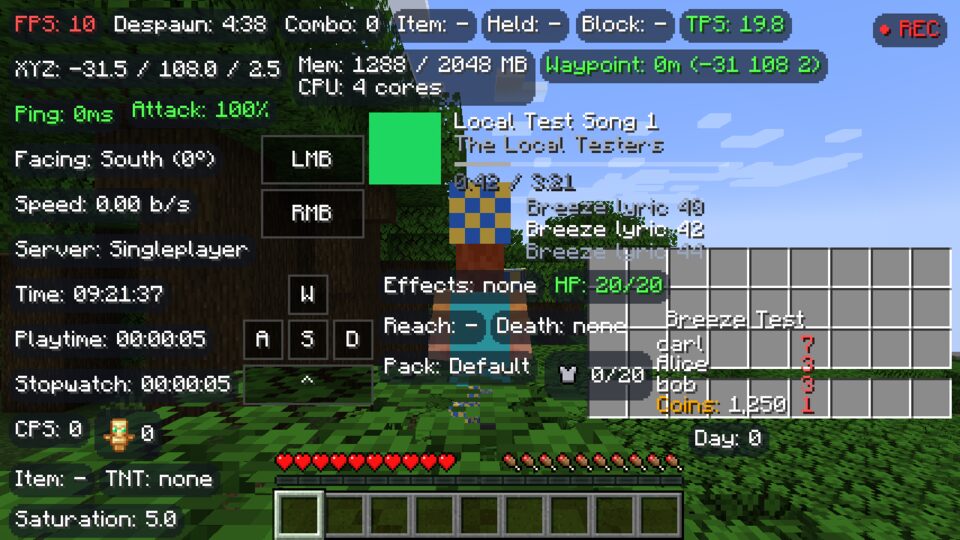 FPS: 10 Despawn: 4:38 Combo: 0 Item: - Held: - Block: - TPS: 19.8
● REC
XYZ: -31.5 / 108.0 / 2.5
Mem: 1288 / 2048 MB
CPU: 4 cores
Waypoint: 0m (-31 108 2)
Ping: 0ms Attack: 100%
Local Test Song 1
The Local Testers
0:42 / 3:21
Facing: South (0°)
LMB
Speed: 0.00 b/s
RMB
Breeze lyric 40
Breeze lyric 42
Breeze lyric 44
Server: Singleplayer
Effects: none HP: 20/20
Time: 09:21:37
W
Reach: - Death: none
Breeze Test
Playtime: 00:00:05
A S D
darl 7
Pack: Default
Alice 3
0/20
bob 3
Stopwatch: 00:00:05
^
Coins: 1,250 1
CPS: 0
0
Day: 0
Item: - TNT: none
Saturation: 5.0